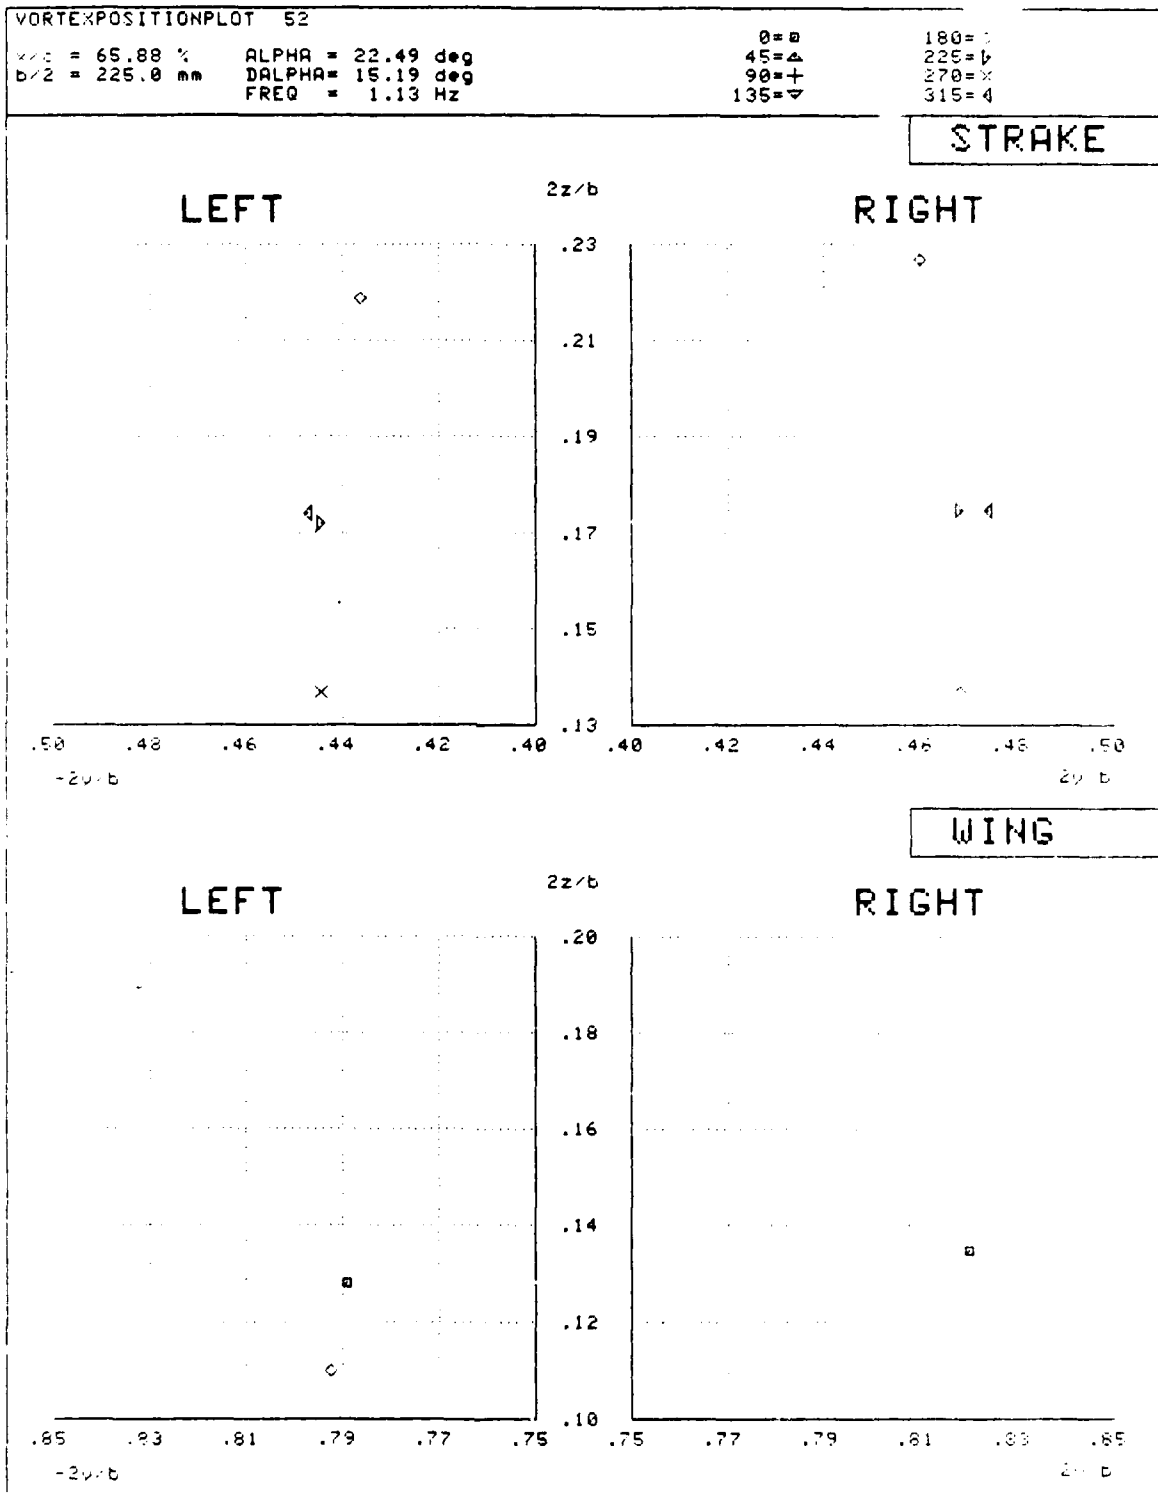 VORTEXPOSITIONPLOT 52
x/c = 65.88 % ALPHA = 22.49 deg
b/2 = 225.0 mm DALPHA= 15.19 deg
FREQ = 1.13 Hz
0=
45=
90=+
135=
180=
225=
270=×
315=
STRAKE
LEFT
2z/b
RIGHT
.23
.21
.19
.17
.15
.13
.50 .48 .46 .44 .42 .40
.40 .42 .44 .46 .48 .50
-2y/b
2y b
WING
LEFT
2z/b
RIGHT
.20
.18
.16
.14
.12
.10
.85 .83 .81 .79 .77 .75
.75 .77 .79 .81 .83 .85
-2y/b